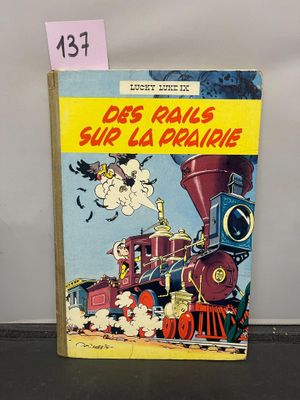 137
LUCKY LUKE IX
DES RAILS
SUR LA PRAIRIE